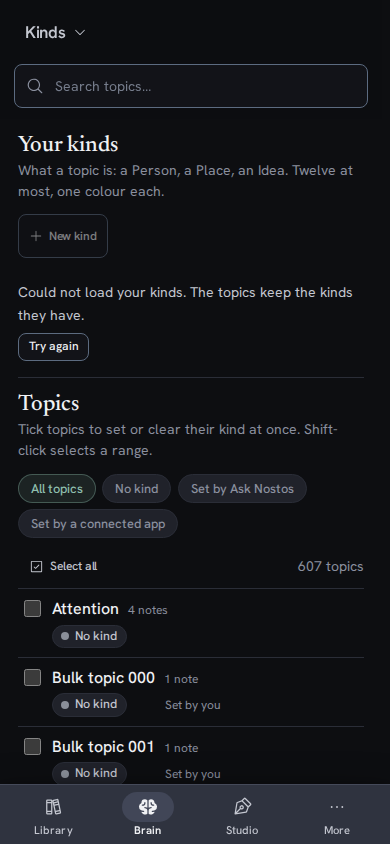 Kinds
Search topics...
Your kinds
What a topic is: a Person, a Place, an Idea. Twelve at
most, one colour each.
New kind
Could not load your kinds. The topics keep the kinds
they have.
Try again
Topics
Tick topics to set or clear their kind at once. Shift-
click selects a range.
All topics
No kind
Set by Ask Nostos
Set by a connected app
Select all
607 topics
Attention 4 notes
No kind
Bulk topic 000 1 note
No kind Set by you
Bulk topic 001 1 note
No kind Set by you
Library Brain Studio More